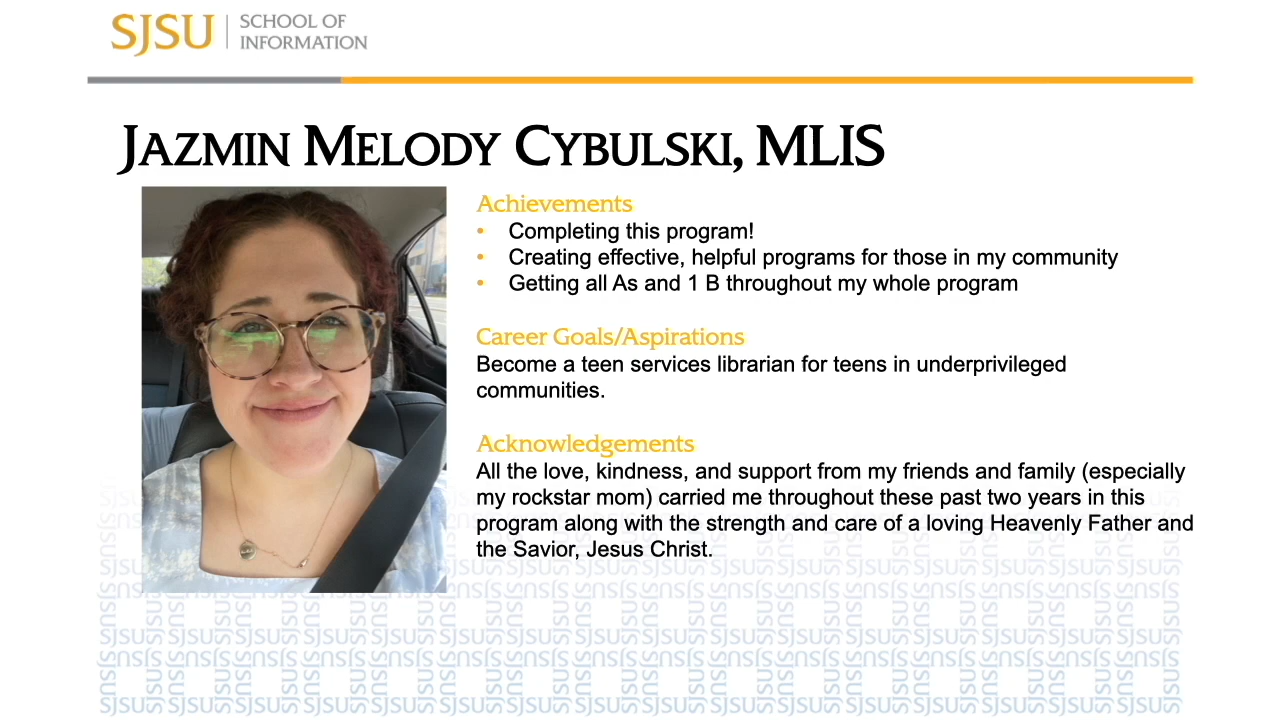 SJSU SCHOOL OF
INFORMATION
JAZMIN MELODY CYBULSKI, MLIS
Achievements
• Completing this program!
• Creating effective, helpful programs for those in my community
• Getting all As and 1 B throughout my whole program
Career Goals/Aspirations
Become a teen services librarian for teens in underprivileged
communities.
Acknowledgements
All the love, kindness, and support from my friends and family (especially
my rockstar mom) carried me throughout these past two years in this
program along with the strength and care of a loving Heavenly Father and
the Savior, Jesus Christ.